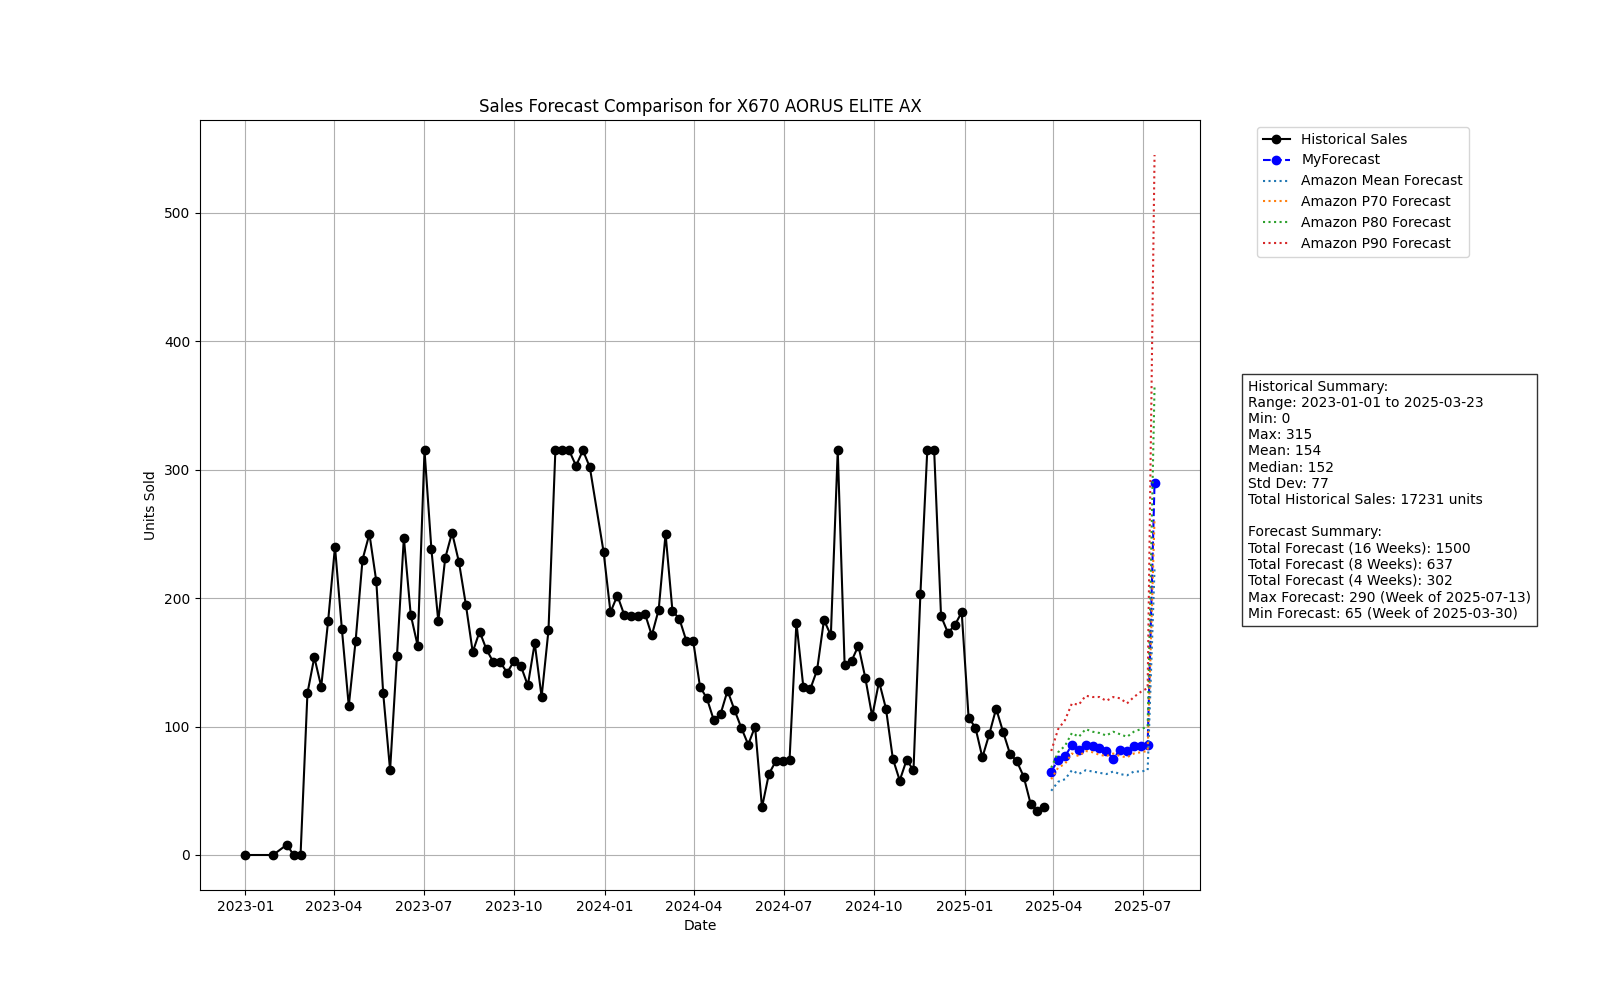 Sales Forecast Comparison for X670 AORUS ELITE AX
Historical Sales
MyForecast
Amazon Mean Forecast
Amazon P70 Forecast
Amazon P80 Forecast
Amazon P90 Forecast
500
400
300
200
100
0
Units Sold
Historical Summary:
Range: 2023-01-01 to 2025-03-23
Min: 0
Max: 315
Mean: 154
Median: 152
Std Dev: 77
Total Historical Sales: 17231 units
Forecast Summary:
Total Forecast (16 Weeks): 1500
Total Forecast (8 Weeks): 637
Total Forecast (4 Weeks): 302
Max Forecast: 290 (Week of 2025-07-13)
Min Forecast: 65 (Week of 2025-03-30)
2023-01 2023-04 2023-07 2023-10 2024-01 2024-04 2024-07 2024-10 2025-01 2025-04 2025-07
Date